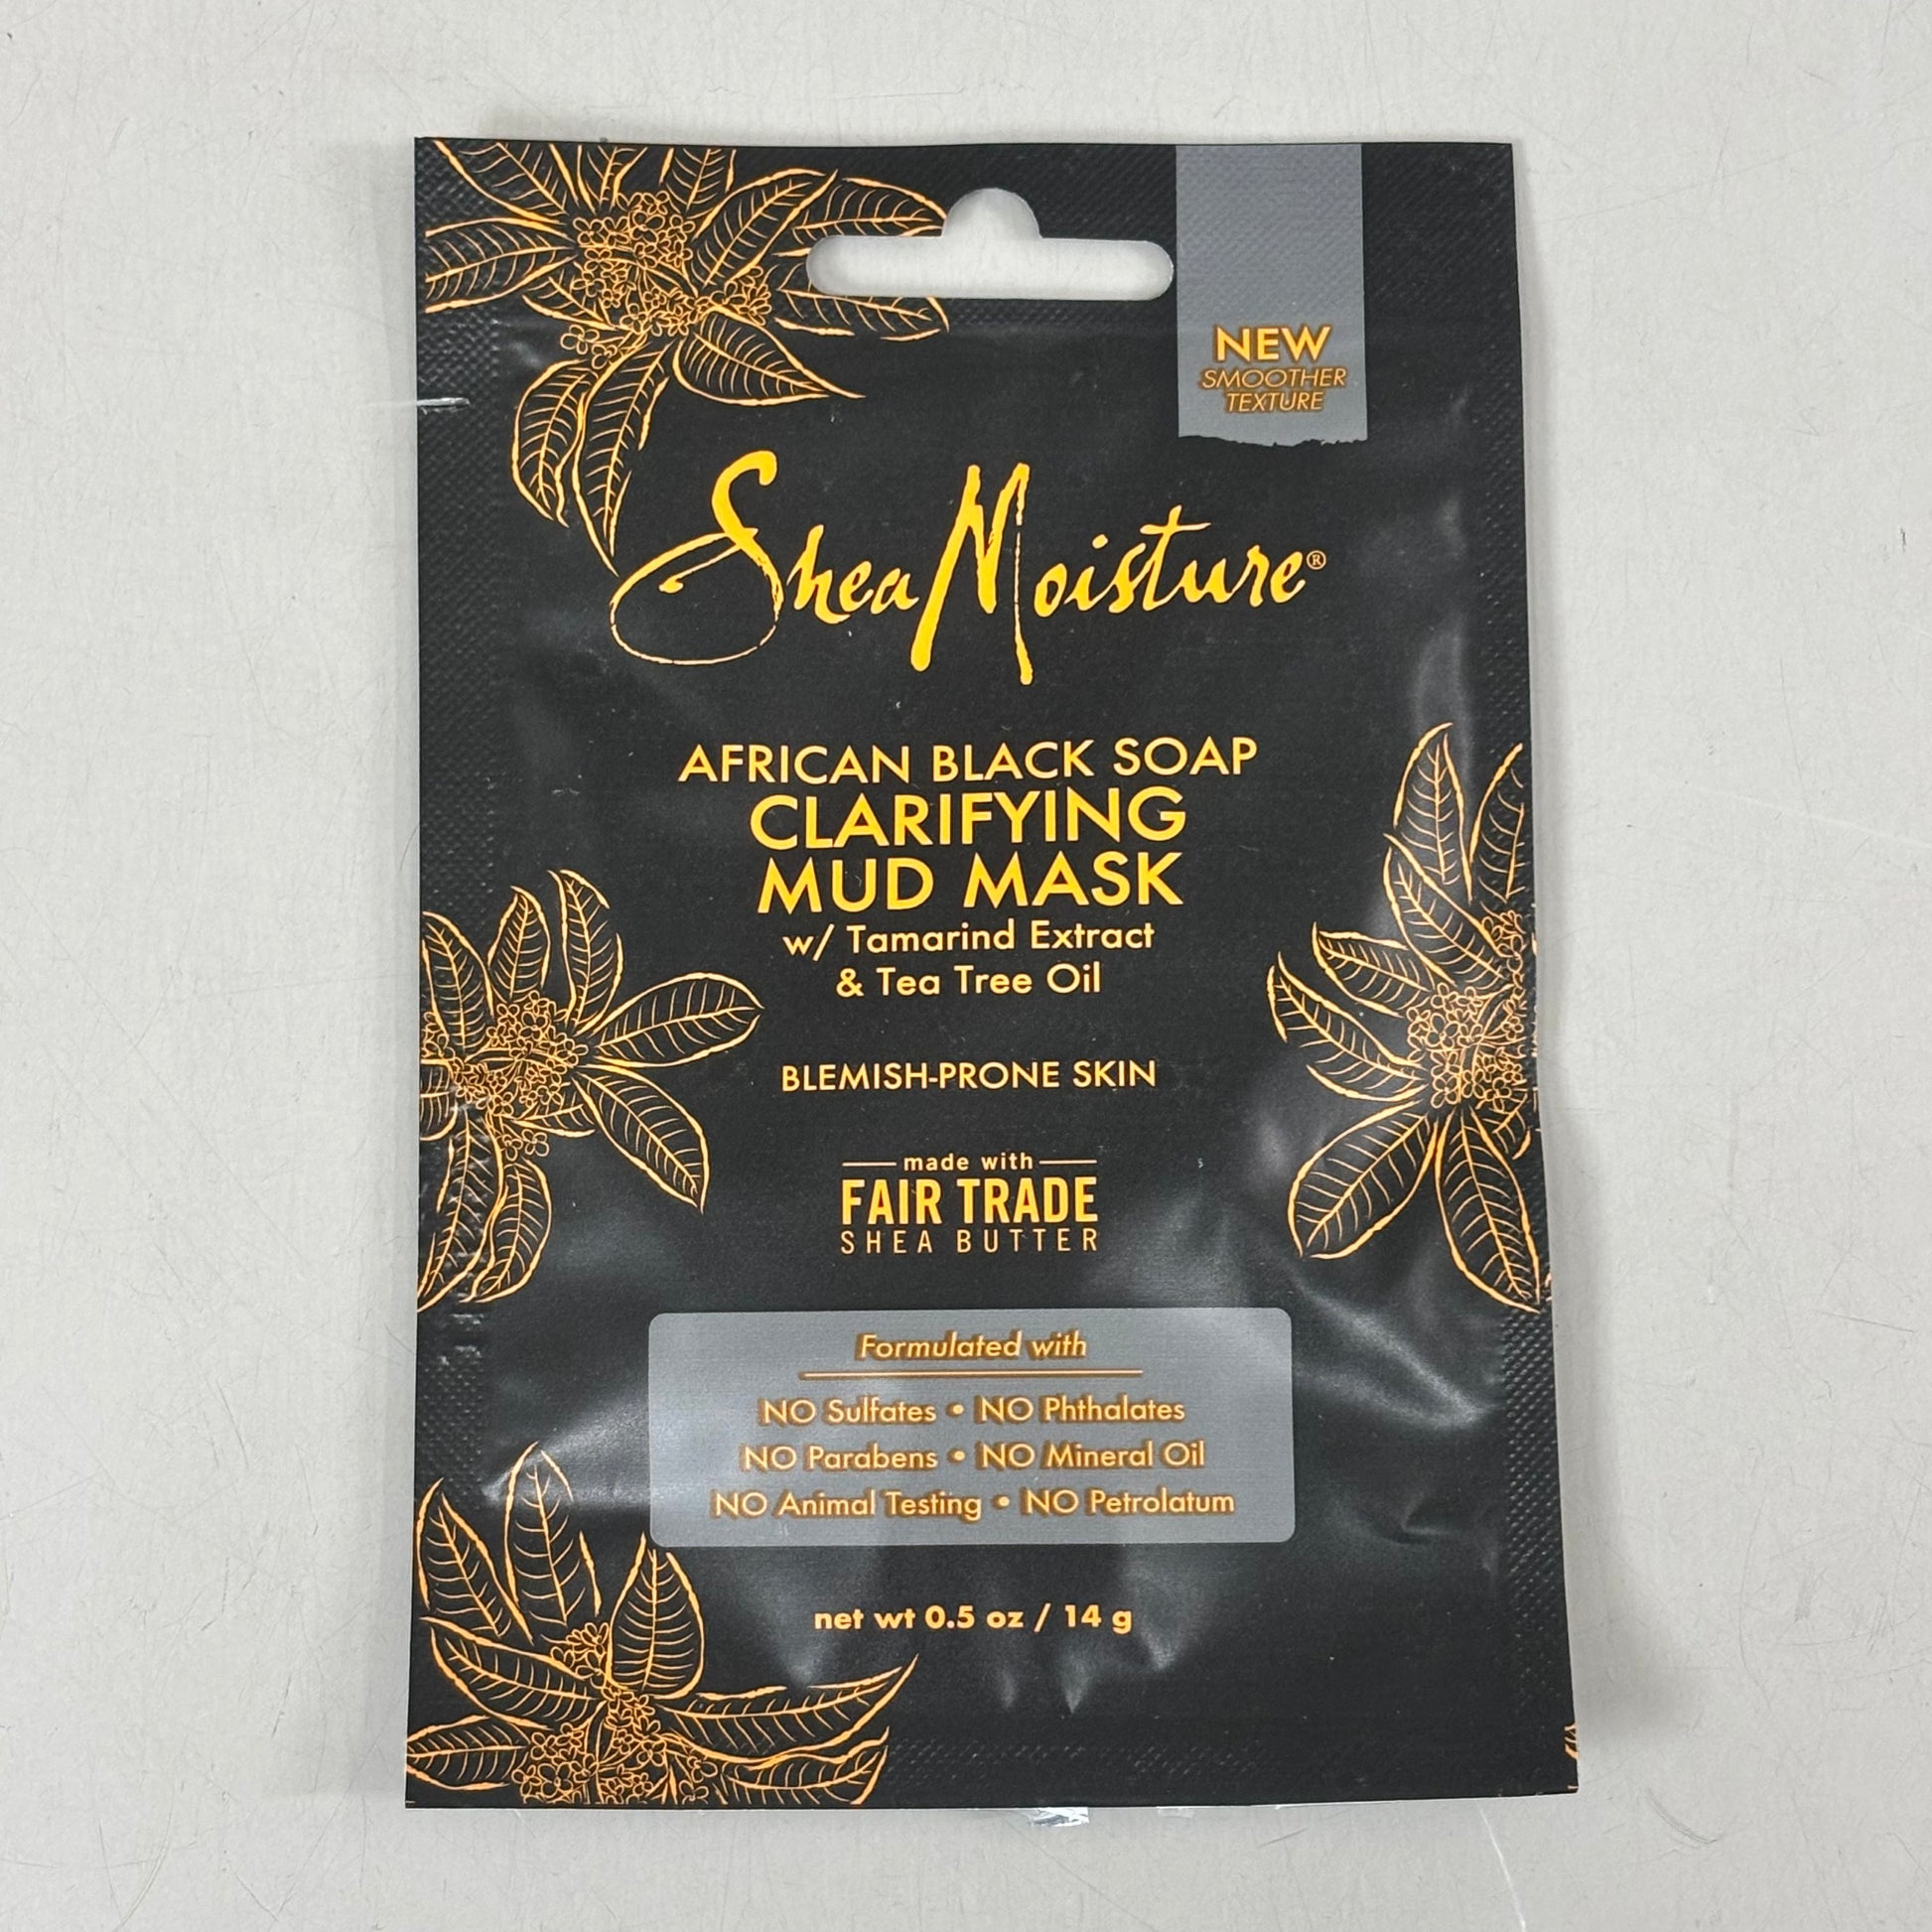 NEW
SMOOTHER
TEXTURE
SheaMoisture®
AFRICAN BLACK SOAP
CLARIFYING
MUD MASK
w/ Tamarind Extract
& Tea Tree Oil
BLEMISH-PRONE SKIN
made with
FAIR TRADE
SHEA BUTTER
Formulated with
NO Sulfates • NO Phthalates
NO Parabens • NO Mineral Oil
NO Animal Testing • NO Petrolatum
net wt 0.5 oz / 14 g